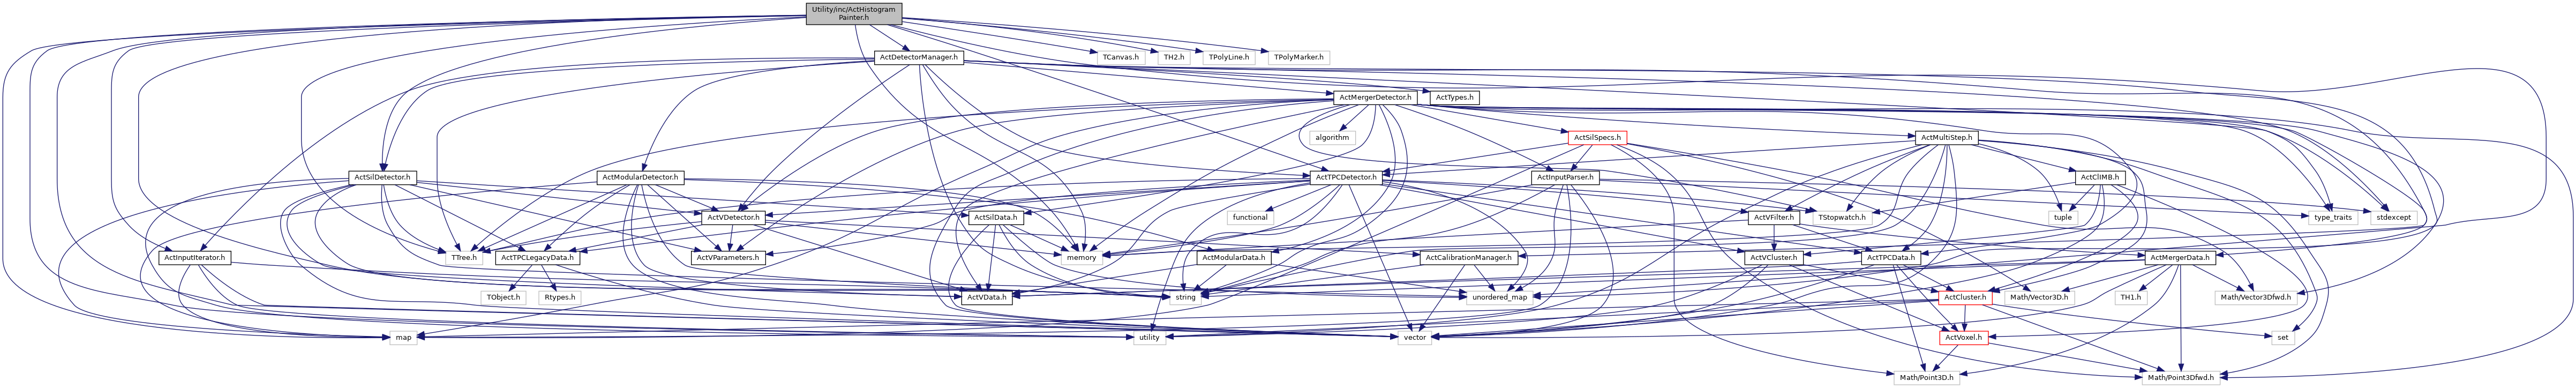 Utility/inc/ActHistogram
Painter.h
ActDetectorManager.h
TCanvas.h
TH2.h
TPolyLine.h
TPolyMarker.h
ActMergerDetector.h
ActTypes.h
algorithm
ActSilSpecs.h
ActMultiStep.h
ActSilDetector.h
ActModularDetector.h
ActTPCDetector.h
ActInputParser.h
ActClIMB.h
ActVDetector.h
ActSilData.h
functional
TStopwatch.h
ActVFilter.h
tuple
type_traits
stdexcept
ActInputIterator.h
TTree.h
ActTPCLegacyData.h
ActVParameters.h
memory
ActModularData.h
ActCalibrationManager.h
ActVCluster.h
ActTPCData.h
ActMergerData.h
TObject.h
Rtypes.h
ActVData.h
string
unordered_map
ActCluster.h
Math/Vector3D.h
TH1.h
Math/Vector3Dfwd.h
map
utility
vector
ActVoxel.h
set
Math/Point3D.h
Math/Point3Dfwd.h